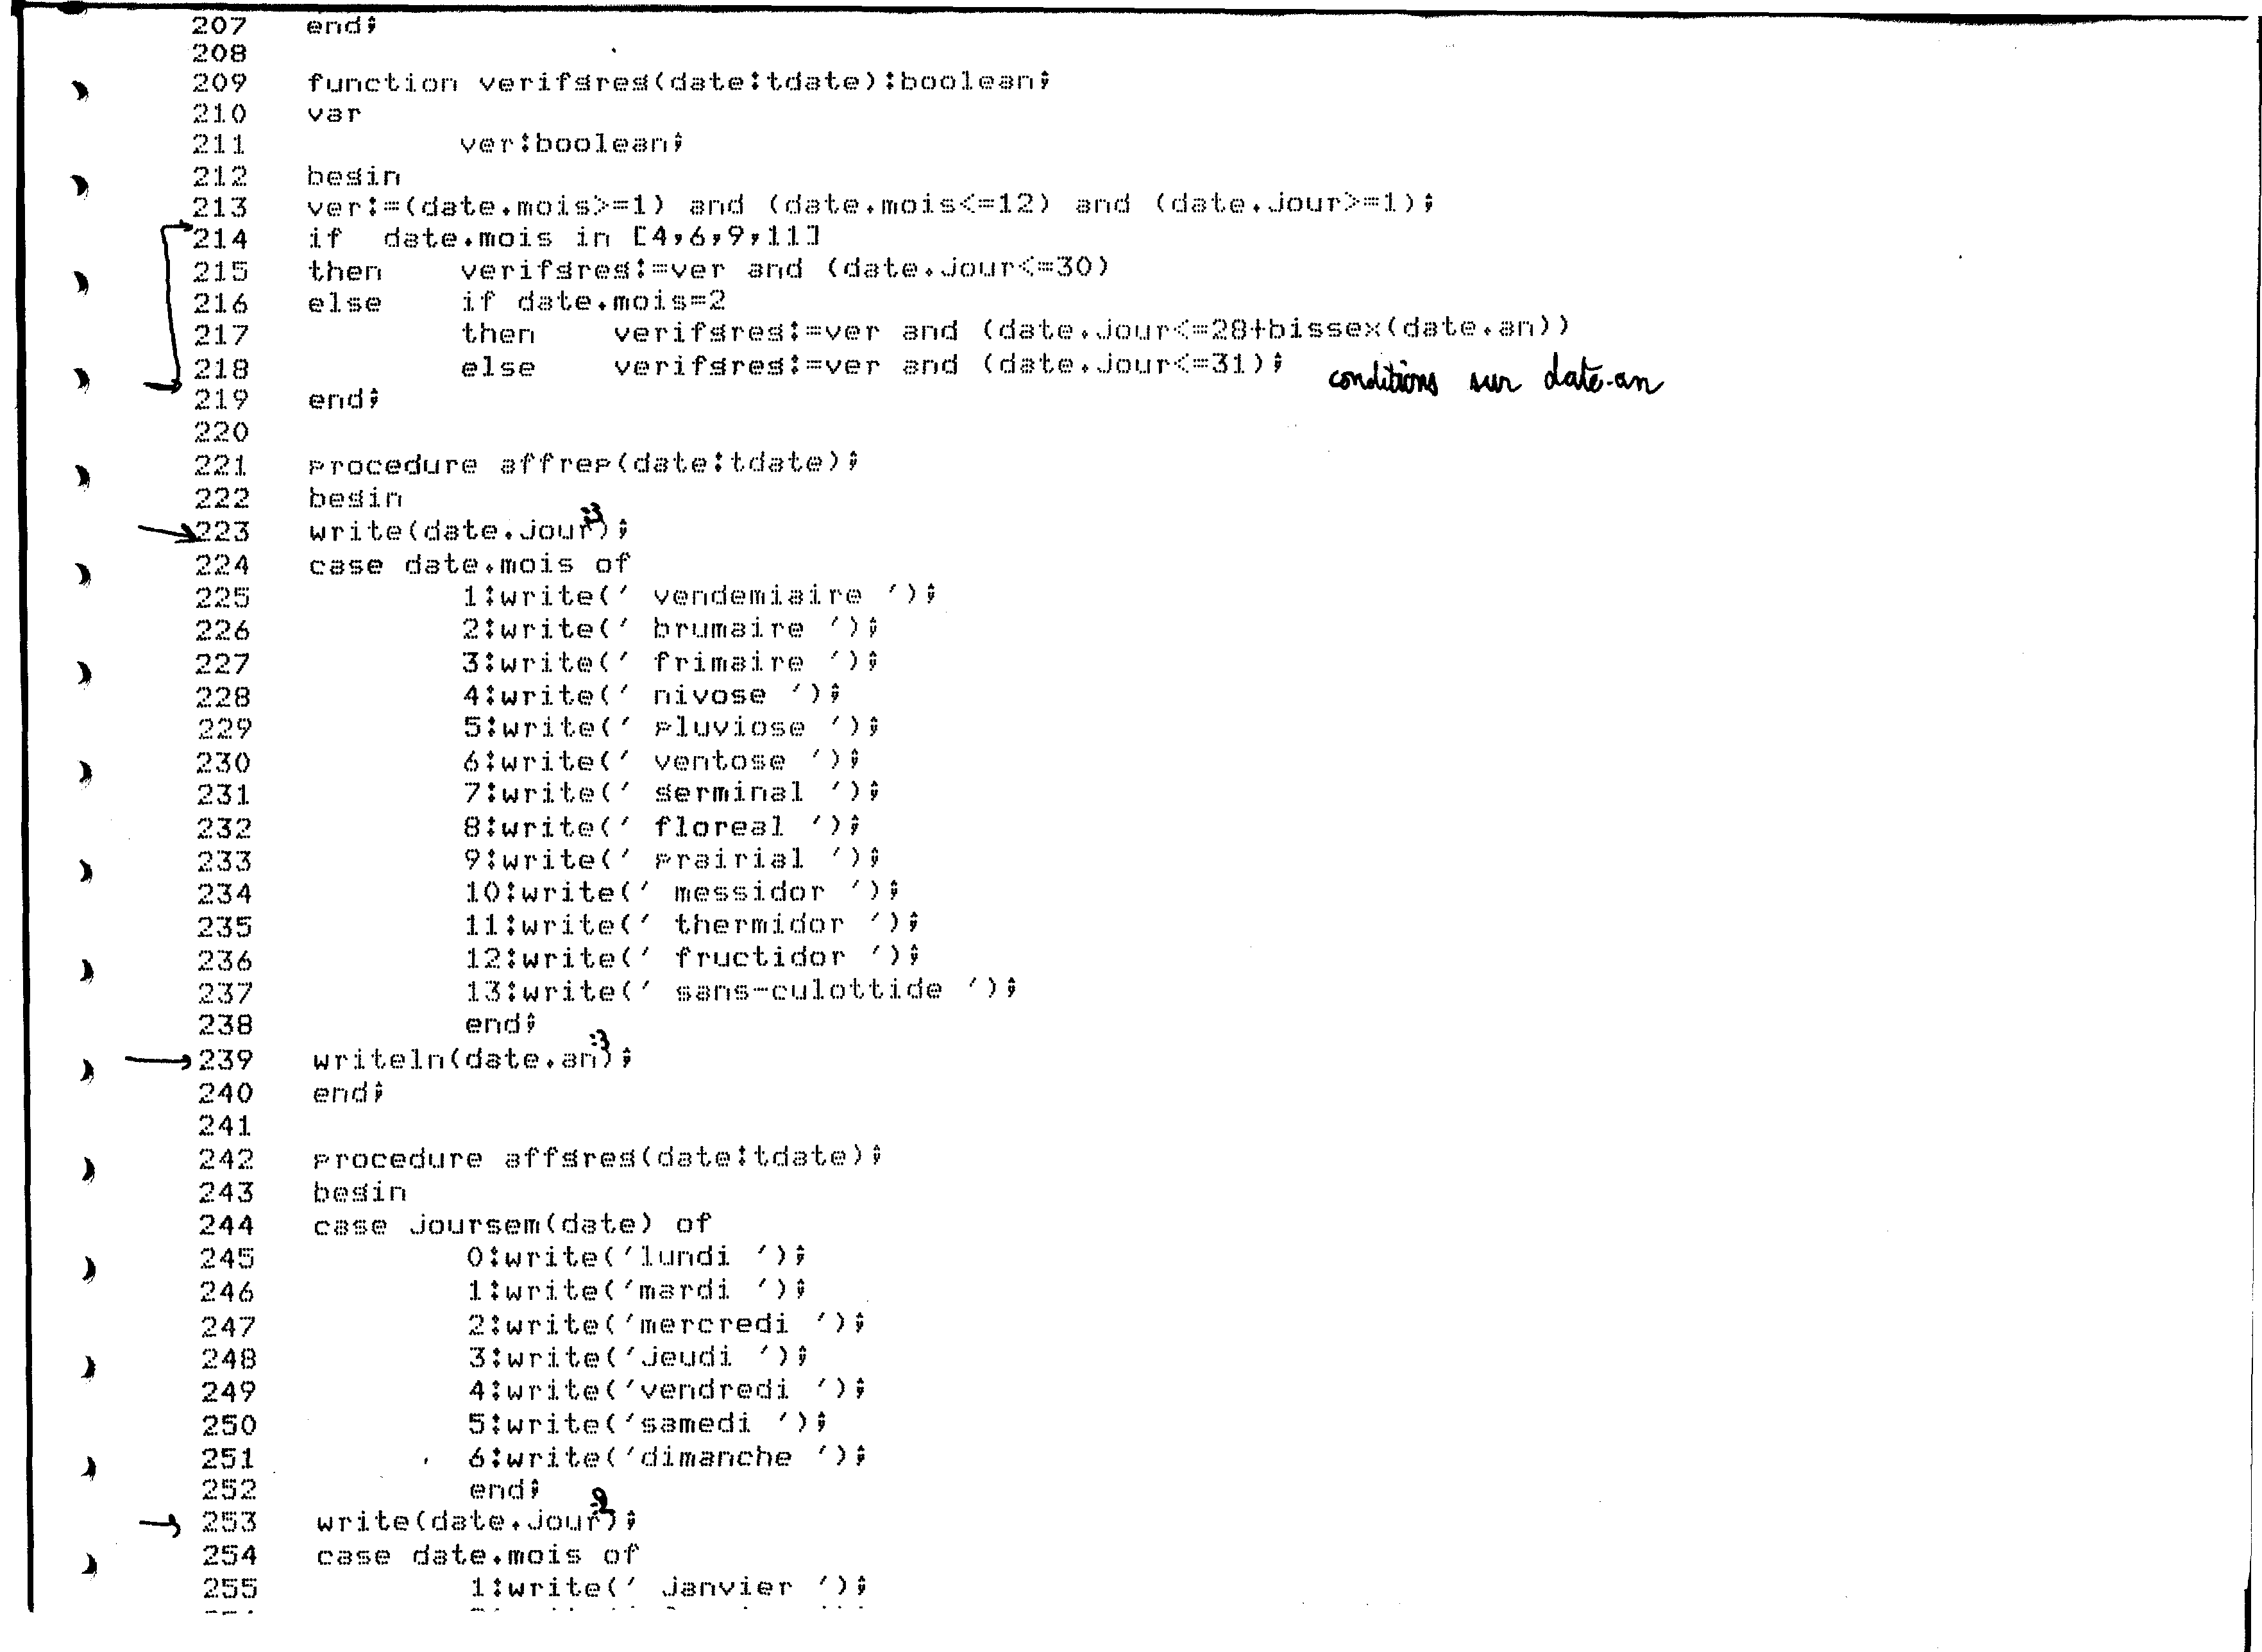 207 end;
208
209 function verifgreg(date:tdate):boolean;
210 var
211 ver:boolean;
212 begin
213 ver:=(date.mois>=1) and (date.mois<=12) and (date.jour>=1);
214 if date.mois in [4,6,9,11]
215 then verifgreg:=ver and (date.jour<=30)
216 else if date.mois=2
217 then verifgreg:=ver and (date.jour<=28+bissex(date.an))
218 else verifgreg:=ver and (date.jour<=31); conditions sur date.an
219 end;
220
221 procedure affrep(date:tdate);
222 begin
223 write(date.jour:3);
224 case date.mois of
225 1:write(' vendemiaire ');
226 2:write(' brumaire ');
227 3:write(' frimaire ');
228 4:write(' nivose ');
229 5:write(' pluviose ');
230 6:write(' ventose ');
231 7:write(' germinal ');
232 8:write(' floreal ');
233 9:write(' prairial ');
234 10:write(' messidor ');
235 11:write(' thermidor ');
236 12:write(' fructidor ');
237 13:write(' sans-culottide ');
238 end;
239 writeln(date.an:3);
240 end;
241
242 procedure affgreg(date:tdate);
243 begin
244 case joursem(date) of
245 0:write('lundi ');
246 1:write('mardi ');
247 2:write('mercredi ');
248 3:write('jeudi ');
249 4:write('vendredi ');
250 5:write('samedi ');
251 6:write('dimanche ');
252 end;
253 write(date.jour:2);
254 case date.mois of
255 1:write(' janvier ');